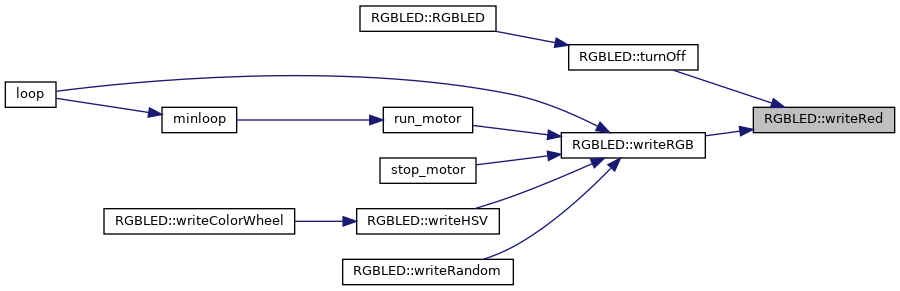 RGBLED::RGBLED
RGBLED::turnOff
loop
minloop
run_motor
RGBLED::writeRed
RGBLED::writeRGB
stop_motor
RGBLED::writeColorWheel
RGBLED::writeHSV
RGBLED::writeRandom